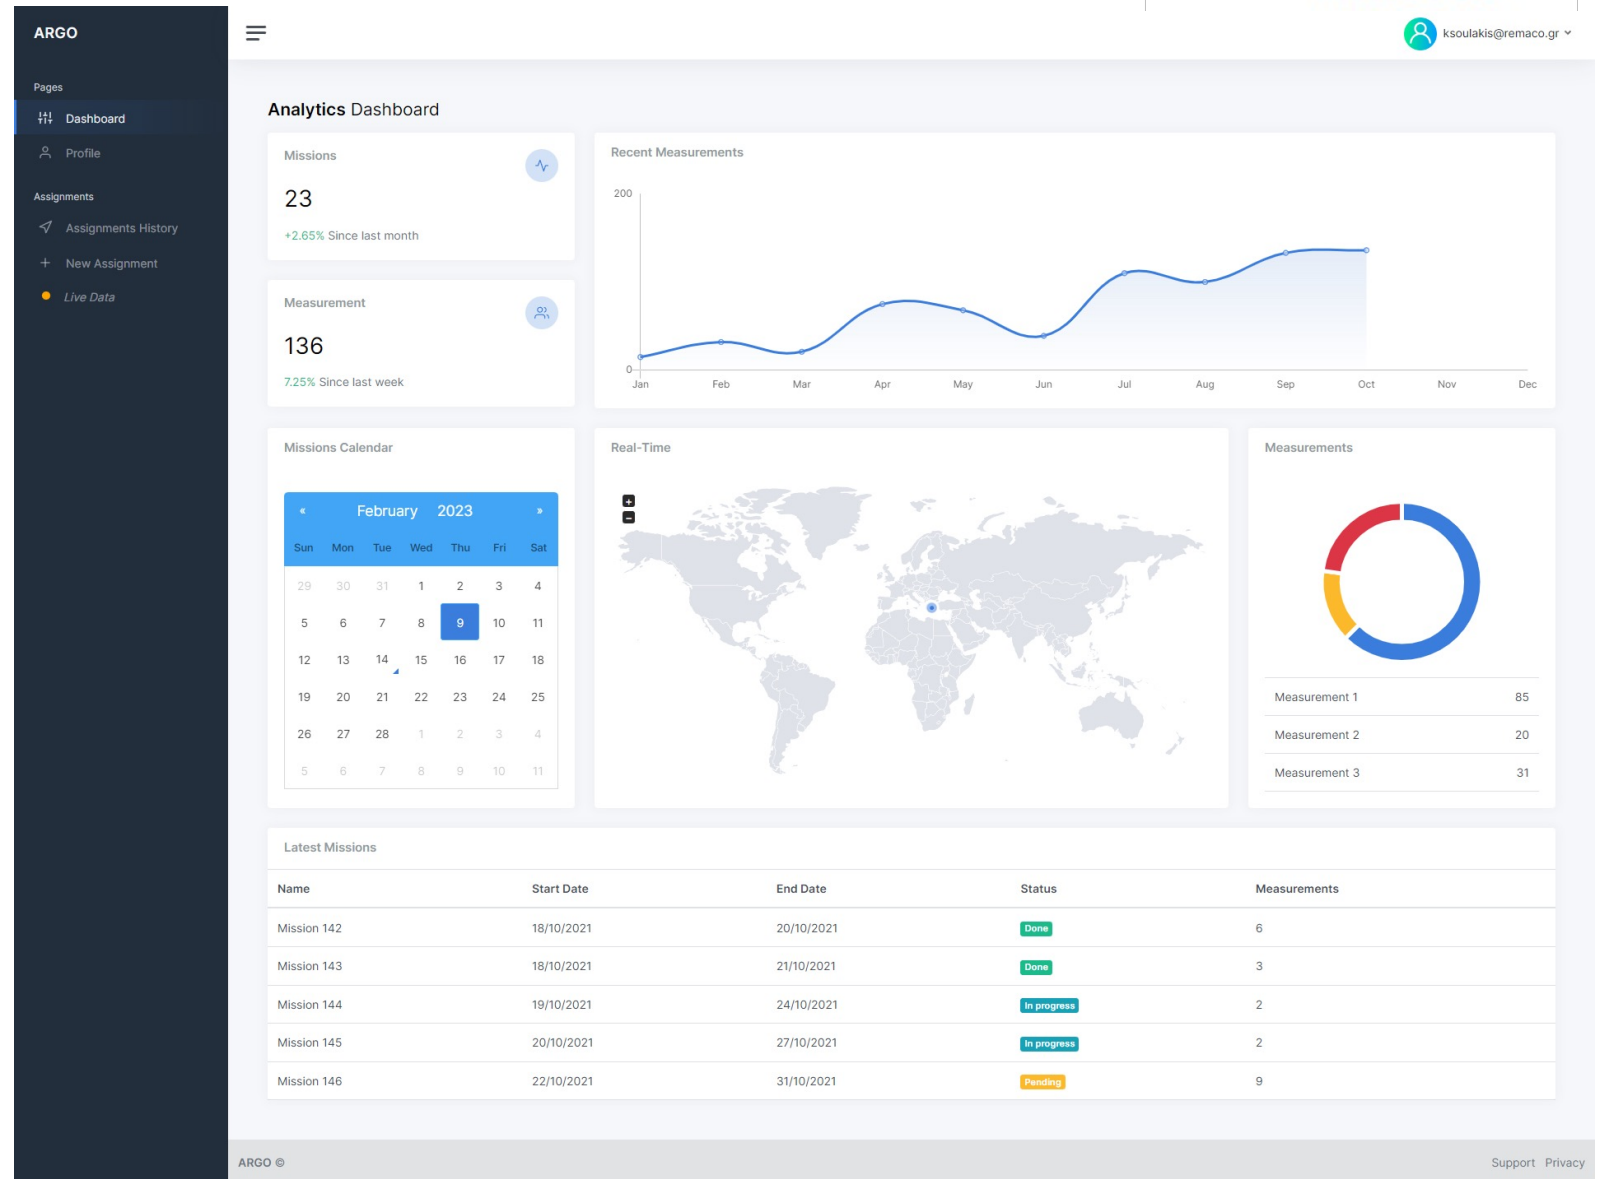 ARGO
ksoulakis@remaco.gr
Pages
Dashboard
Profile
Assignments
Assignments History
New Assignment
Live Data
Analytics Dashboard
Missions
23
+2.65% Since last month
Measurement
136
7.25% Since last week
Recent Measurements
200
0
Jan Feb Mar Apr May Jun Jul Aug Sep Oct Nov Dec
Missions Calendar
« February 2023 »
Sun Mon Tue Wed Thu Fri Sat
29 30 31 1 2 3 4
5 6 7 8 9 10 11
12 13 14 15 16 17 18
19 20 21 22 23 24 25
26 27 28 1 2 3 4
5 6 7 8 9 10 11
Real-Time
+
−
Measurements
Measurement 1 85
Measurement 2 20
Measurement 3 31
Latest Missions
Name Start Date End Date Status Measurements
Mission 142 18/10/2021 20/10/2021 Done 6
Mission 143 18/10/2021 21/10/2021 Done 3
Mission 144 19/10/2021 24/10/2021 In progress 2
Mission 145 20/10/2021 27/10/2021 In progress 2
Mission 146 22/10/2021 31/10/2021 Pending 9
ARGO ©
Support Privacy